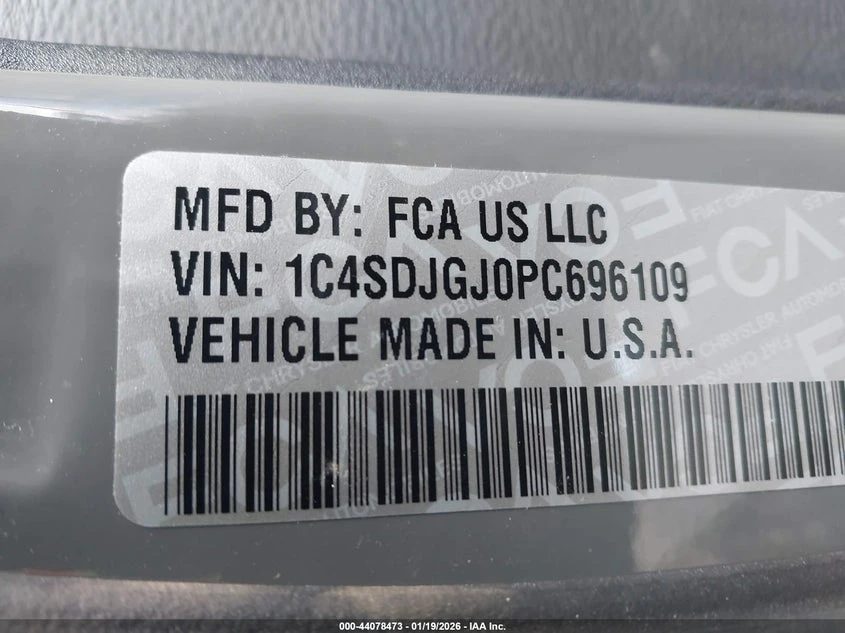 MFD BY: FCA US LLC
VIN: 1C4SDJGJ0PC696109
VEHICLE MADE IN: U.S.A.
000-44078473 - 01/19/2026 - IAA Inc.